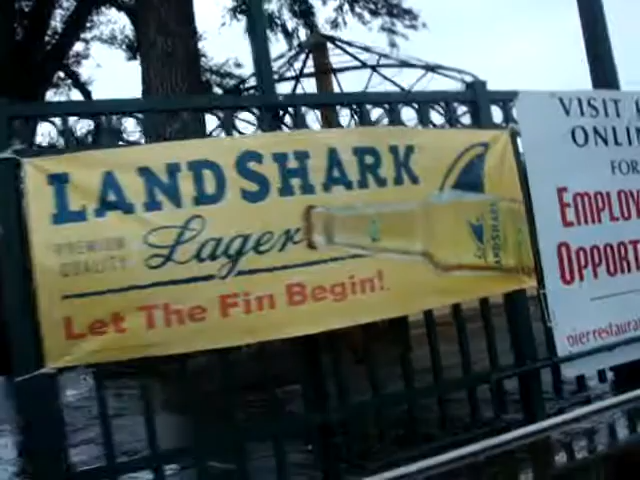 LANDSHARK
PREMIUM
QUALITY
Lager
LANDSHARK
Let The Fin Begin!
VISIT
ONLIN
FOR
EMPLOY
OPPORT
pierrestaura